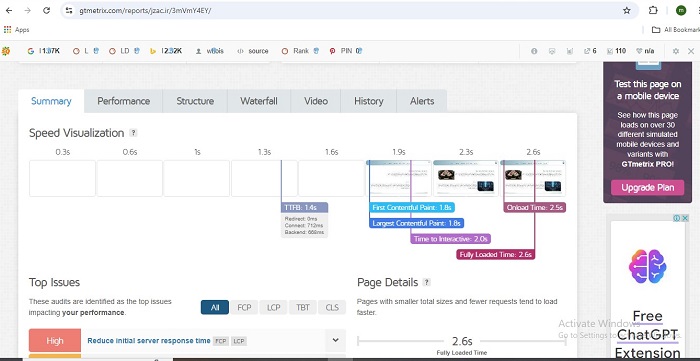 gtmetrix.com/reports/jzac.ir/3mVmY4EY/
Apps
All Bookmark
I 1.37K
L
LD
I 2.32K
whois
source
Rank
PIN 0
6
110
n/a
Summary
Performance
Structure
Waterfall
Video
History
Alerts
Speed Visualization ?
0.3s
0.6s
1s
1.3s
1.6s
1.9s
2.3s
2.6s
TTFB: 1.4s
Redirect: 0ms
Connect: 712ms
Backend: 668ms
First Contentful Paint: 1.8s
Largest Contentful Paint: 1.8s
Time to Interactive: 2.0s
Onload Time: 2.5s
Fully Loaded Time: 2.6s
Top Issues
These audits are identified as the top issues
impacting your performance.
All
FCP
LCP
TBT
CLS
High
Reduce initial server response time FCP LCP
Page Details ?
Pages with smaller total sizes and fewer requests tend to load
faster.
2.6s
Fully Loaded Time
Test this page on
a mobile device
See how this page
loads on over 30
different simulated
mobile devices and
variants with
GTmetrix PRO!
Upgrade Plan
Free
ChatGPT
Extension
Activate Windows
Go to Settings to